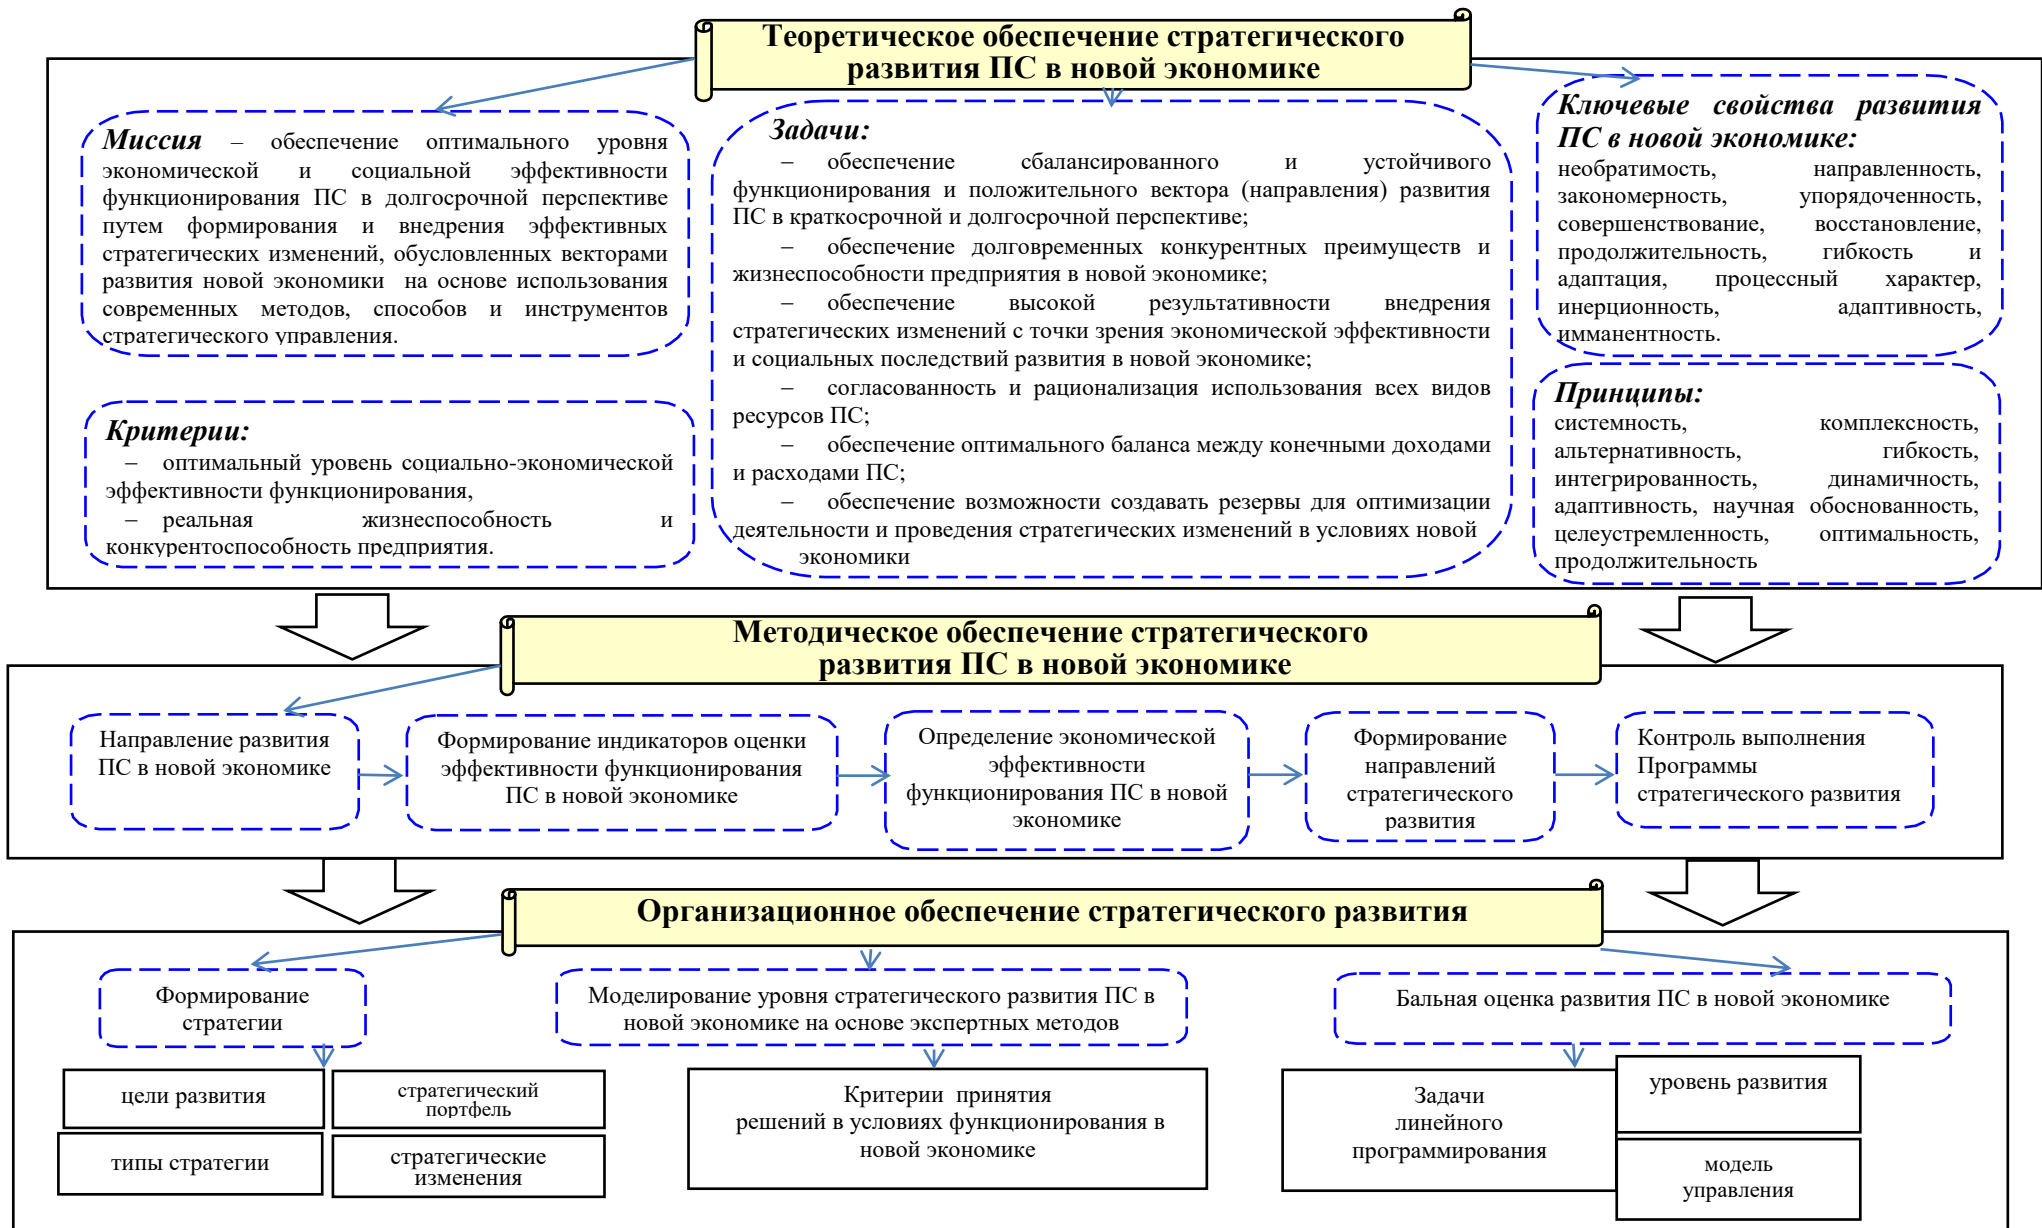 Теоретическое обеспечение стратегического
развития ПС в новой экономике
Миссия – обеспечение оптимального уровня
экономической и социальной эффективности
функционирования ПС в долгосрочной перспективе
путем формирования и внедрения эффективных
стратегических изменений, обусловленных векторами
развития новой экономики на основе использования
современных методов, способов и инструментов
стратегического управления.
Критерии:
– оптимальный уровень социально-экономической
эффективности функционирования,
– реальная жизнеспособность и
конкурентоспособность предприятия.
Задачи:
– обеспечение сбалансированного и устойчивого
функционирования и положительного вектора (направления) развития
ПС в краткосрочной и долгосрочной перспективе;
– обеспечение долговременных конкурентных преимуществ и
жизнеспособности предприятия в новой экономике;
– обеспечение высокой результативности внедрения
стратегических изменений с точки зрения экономической эффективности
и социальных последствий развития в новой экономике;
– согласованность и рационализация использования всех видов
ресурсов ПС;
– обеспечение оптимального баланса между конечными доходами
и расходами ПС;
– обеспечение возможности создавать резервы для оптимизации
деятельности и проведения стратегических изменений в условиях новой
экономики
Ключевые свойства развития
ПС в новой экономике:
необратимость, направленность,
закономерность, упорядоченность,
совершенствование, восстановление,
продолжительность, гибкость и
адаптация, процессный характер,
инерционность, адаптивность,
имманентность.
Принципы:
системность, комплексность,
альтернативность, гибкость,
интегрированность, динамичность,
адаптивность, научная обоснованность,
целеустремленность, оптимальность,
продолжительность
Методическое обеспечение стратегического
развития ПС в новой экономике
Направление развития
ПС в новой экономике
Формирование индикаторов оценки
эффективности функционирования
ПС в новой экономике
Определение экономической
эффективности
функционирования ПС в новой
экономике
Формирование
направлений
стратегического
развития
Контроль выполнения
Программы
стратегического развития
Организационное обеспечение стратегического развития
Формирование
стратегии
Моделирование уровня стратегического развития ПС в
новой экономике на основе экспертных методов
Бальная оценка развития ПС в новой экономике
цели развития
стратегический
портфель
типы стратегии
стратегические
изменения
Критерии принятия
решений в условиях функционирования в
новой экономике
Задачи
линейного
программирования
уровень развития
модель
управления